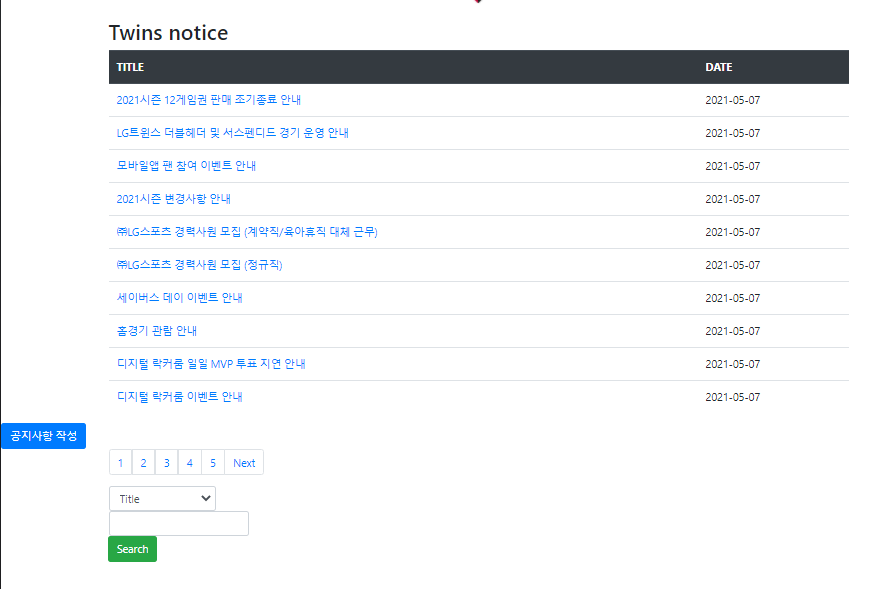 Twins notice
TITLE DATE
2021시즌 12게임권 판매 조기종료 안내 2021-05-07
LG트윈스 더블헤더 및 서스펜디드 경기 운영 안내 2021-05-07
모바일앱 팬 참여 이벤트 안내 2021-05-07
2021시즌 변경사항 안내 2021-05-07
㈜LG스포츠 경력사원 모집 (계약직/육아휴직 대체 근무) 2021-05-07
㈜LG스포츠 경력사원 모집 (정규직) 2021-05-07
세이버스 데이 이벤트 안내 2021-05-07
홈경기 관람 안내 2021-05-07
디지털 락커룸 일일 MVP 투표 지연 안내 2021-05-07
디지털 락커룸 이벤트 안내 2021-05-07
공지사항 작성
1 2 3 4 5 Next
Title
Search